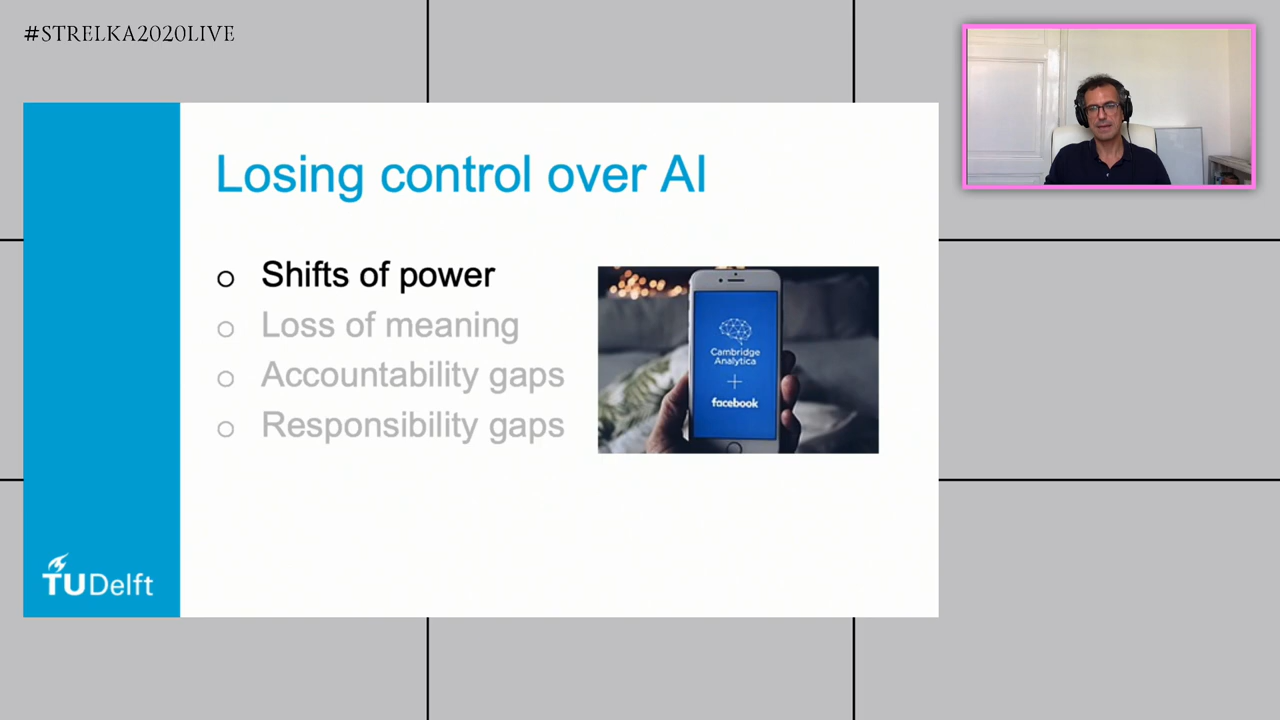 #STRELKA2020LIVE
Losing control over AI
o Shifts of power
o Loss of meaning
o Accountability gaps
o Responsibility gaps
Cambridge
Analytica
+
facebook
TUDelft